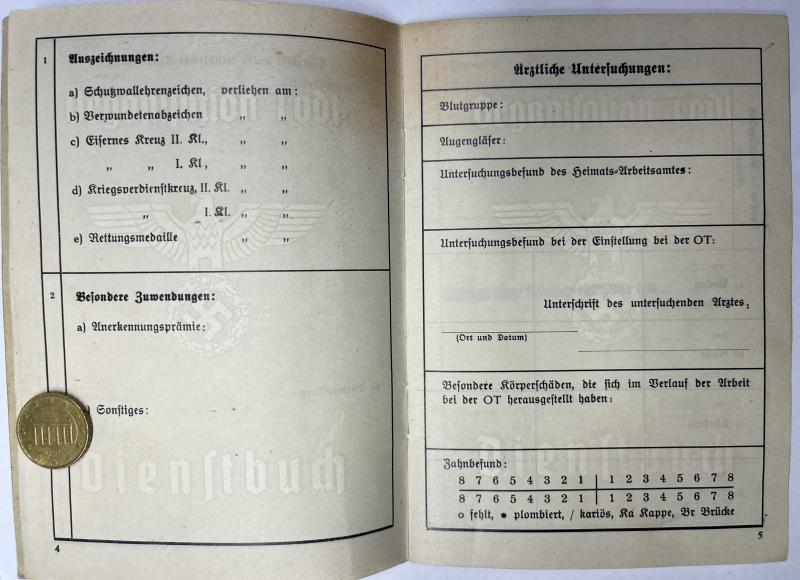 1
Auszeichnungen:
a) Schutzwallehrenzeichen, verliehen am:
b) Verwundetenabzeichen „ „
c) Eisernes Kreuz II. Kl., „ „
„ „ I. Kl, „ „
d) Kriegsverdienstkreuz, II. Kl. „ „
„ I. Kl. „ „
e) Rettungsmedaille „ „
2
Besondere Zuwendungen:
a) Anerkennungsprämie:
) Sonstiges:
Dienstbuch
4
Ärztliche Untersuchungen:
Blutgruppe:
Augengläser:
Untersuchungsbefund des Heimats-Arbeitsamtes:
Untersuchungsbefund bei der Einstellung bei der OT:
Unterschrift des untersuchenden Arztes:
(Ort und Datum)
Besondere Körperschäden, die sich im Verlauf der Arbeit
bei der OT herausgestellt haben:
Zahnbefund:
8 7 6 5 4 3 2 1 | 1 2 3 4 5 6 7 8
8 7 6 5 4 3 2 1 | 1 2 3 4 5 6 7 8
o fehlt, • plombiert, / kariös, Ka Kappe, Br Brücke
5